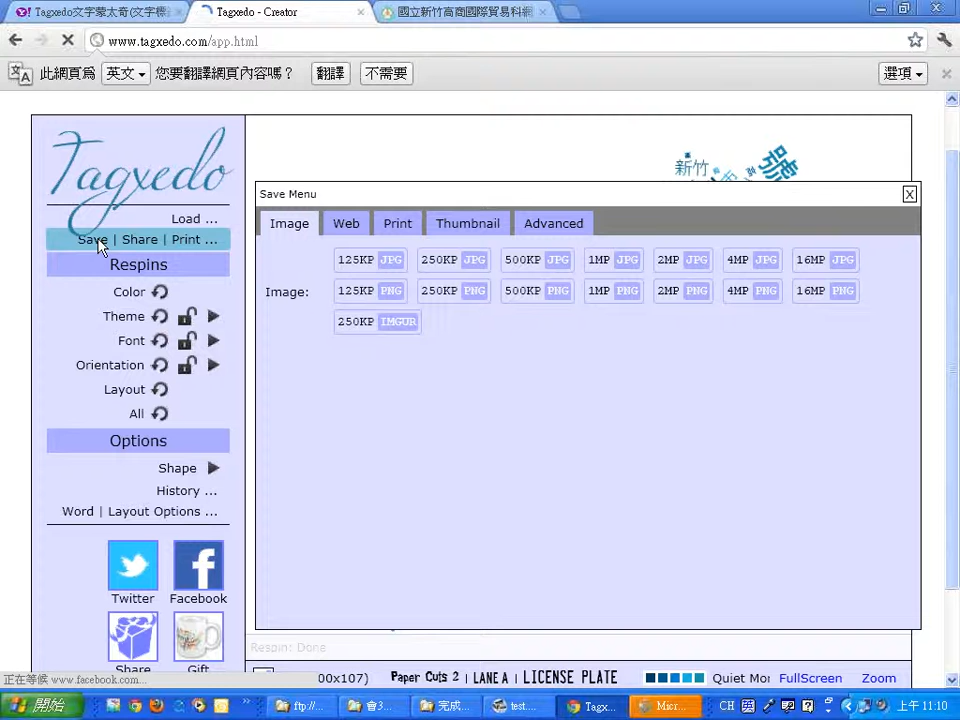 Tagxedo文字蒙太奇(文字標
Tagxedo - Creator
國立新竹高商國際貿易科網
www.tagxedo.com/app.html
此網頁為 英文 您要翻譯網頁內容嗎？ 翻譯 不需要 選項
Tagxedo
Load ...
Save | Share | Print ...
Respins
Color
Theme
Font
Orientation
Layout
All
Options
Shape
History ...
Word | Layout Options ...
Twitter Facebook
Share Gift
新竹 號
Save Menu X
Image Web Print Thumbnail Advanced
125KP JPG 250KP JPG 500KP JPG 1MP JPG 2MP JPG 4MP JPG 16MP JPG
Image: 125KP PNG 250KP PNG 500KP PNG 1MP PNG 2MP PNG 4MP PNG 16MP PNG
250KP IMGUR
Respin: Done
正在等候 www.facebook.com...
00x107) Paper Cuts 2 | LANE A | LICENSE PLATE Quiet Mor FullScreen Zoom
開始 ftp://... 會3... 完成... test.... Tagx... Micr... CH 英 上午 11:10